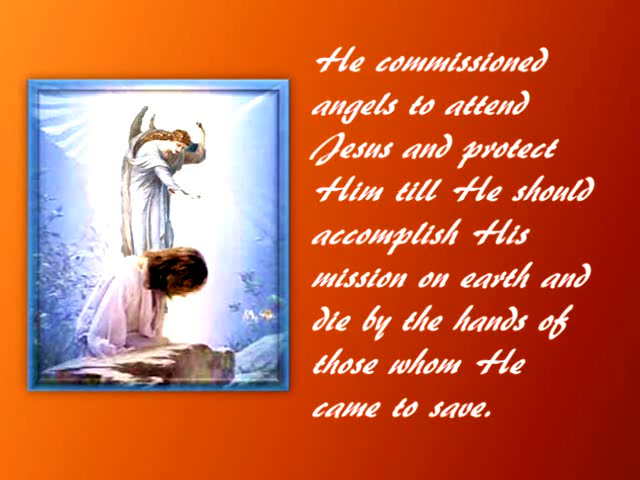 He commissioned
angels to attend
Jesus and protect
Him till He should
accomplish His
mission on earth and
die by the hands of
those whom He
came to save.